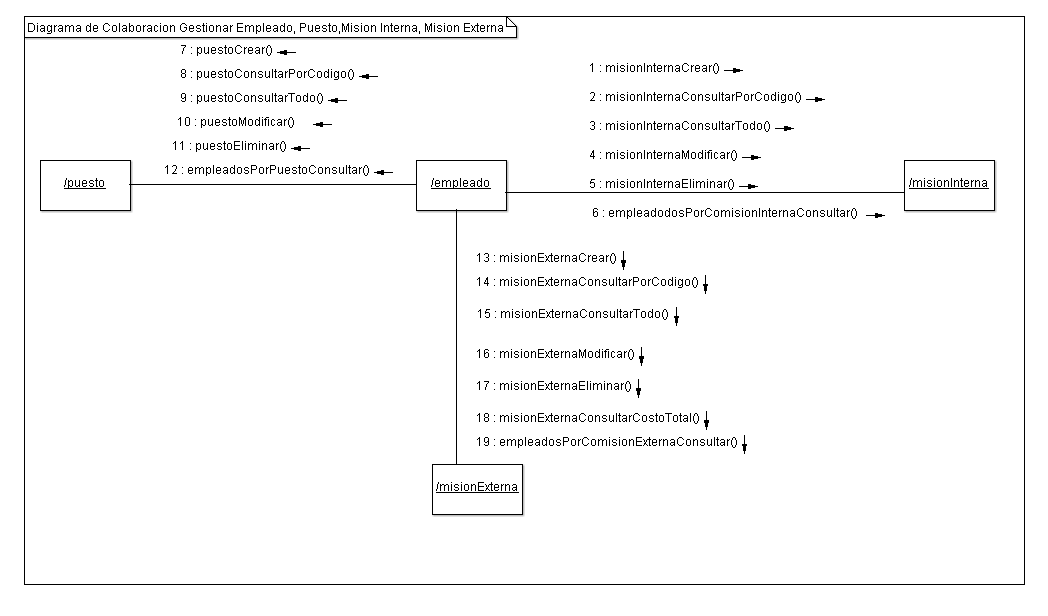 Diagrama de Colaboracion Gestionar Empleado, Puesto,Mision Interna, Mision Externa
7 : puestoCrear()
8 : puestoConsultarPorCodigo()
9 : puestoConsultarTodo()
10 : puestoModificar()
11 : puestoEliminar()
12 : empleadosPorPuestoConsultar()
1 : misionInternaCrear()
2 : misionInternaConsultarPorCodigo()
3 : misionInternaConsultarTodo()
4 : misionInternaModificar()
5 : misionInternaEliminar()
6 : empleadodosPorComisionInternaConsultar()
/puesto
/empleado
/misionInterna
13 : misionExternaCrear()
14 : misionExternaConsultarPorCodigo()
15 : misionExternaConsultarTodo()
16 : misionExternaModificar()
17 : misionExternaEliminar()
18 : misionExternaConsultarCostoTotal()
19 : empleadosPorComisionExternaConsultar()
/misionExterna